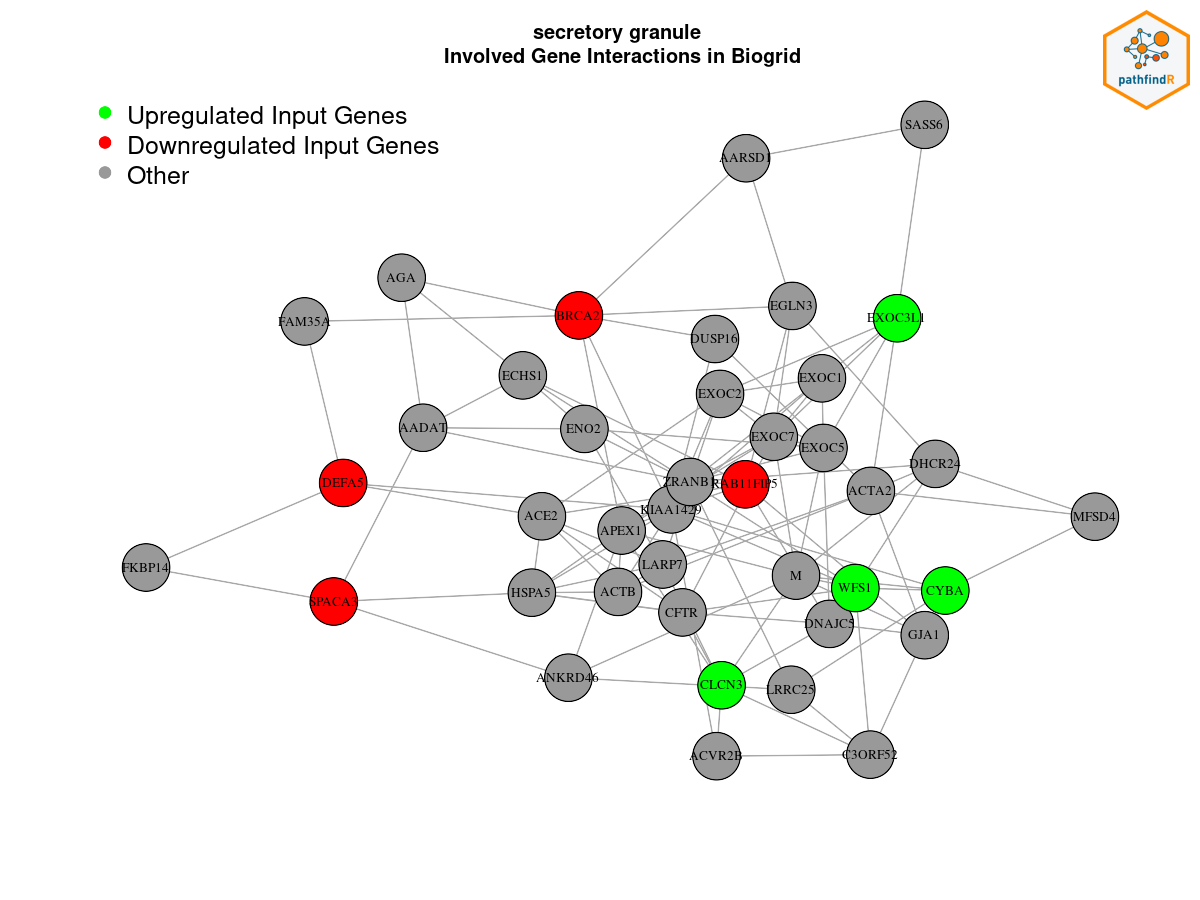 secretory granule
Involved Gene Interactions in Biogrid
pathfindR
Upregulated Input Genes
Downregulated Input Genes
Other
SASS6
AARSD1
AGA
EGLN3
BRCA2
EXOC3L1
FAM35A
DUSP16
ECHS1
EXOC1
EXOC2
AADAT
ENO2
EXOC7
EXOC5
DHCR24
DEFA5
ZRANB1
RAB11FIP5
ACTA2
KIAA1429
ACE2
MFSD4
APEX1
FKBP14
LARP7
M
WFS1
CYBA
HSPA5
ACTB
SPACA3
CFTR
DNAJC5
GJA1
ANKRD46
CLCN3
LRRC25
ACVR2B
C3ORF52